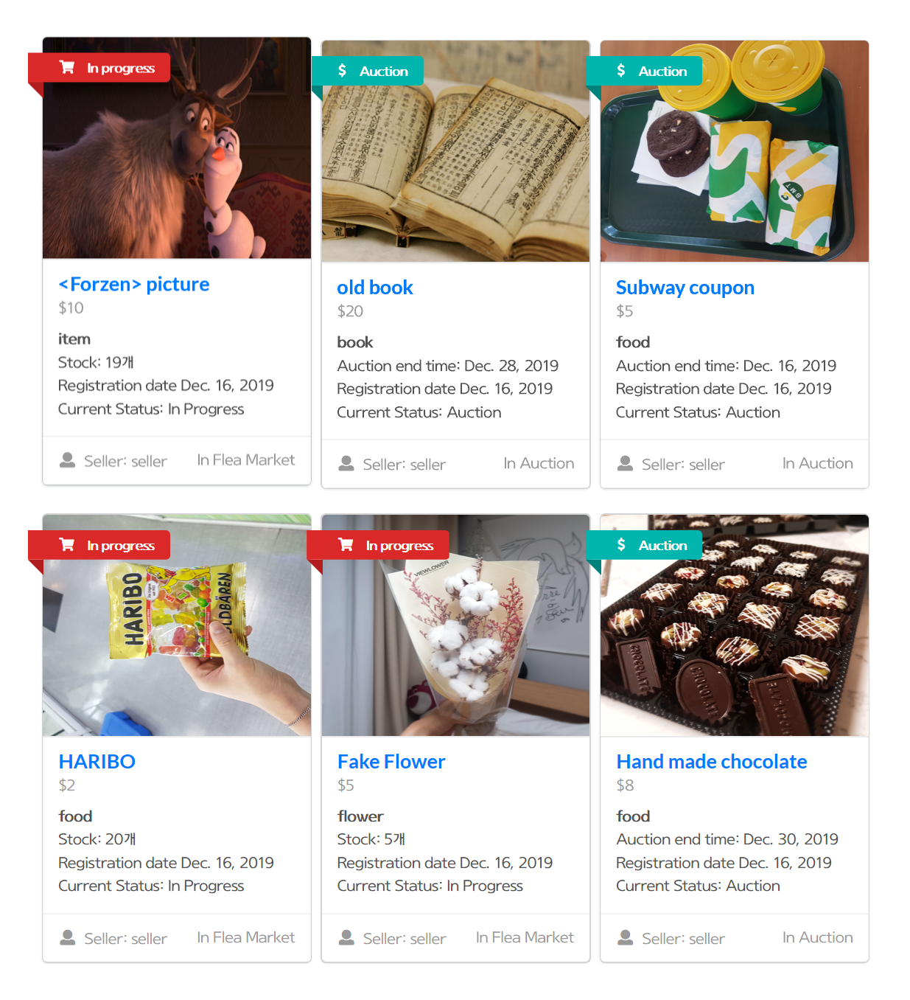 In progress
<Forzen> picture
$10
item
Stock: 19개
Registration date Dec. 16, 2019
Current Status: In Progress
Seller: seller
In Flea Market
Auction
old book
$20
book
Auction end time: Dec. 28, 2019
Registration date Dec. 16, 2019
Current Status: Auction
Seller: seller
In Auction
Auction
BMT
Subway coupon
$5
food
Auction end time: Dec. 16, 2019
Registration date Dec. 16, 2019
Current Status: Auction
Seller: seller
In Auction
In progress
HARIBO
HARIBO
$2
food
Stock: 20개
Registration date Dec. 16, 2019
Current Status: In Progress
Seller: seller
In Flea Market
In progress
VIEWLOWER
Fake Flower
$5
flower
Stock: 5개
Registration date Dec. 16, 2019
Current Status: In Progress
Seller: seller
In Flea Market
Auction
CHOCOLATE
CHOCOLATE
Hand made chocolate
$8
food
Auction end time: Dec. 30, 2019
Registration date Dec. 16, 2019
Current Status: Auction
Seller: seller
In Auction